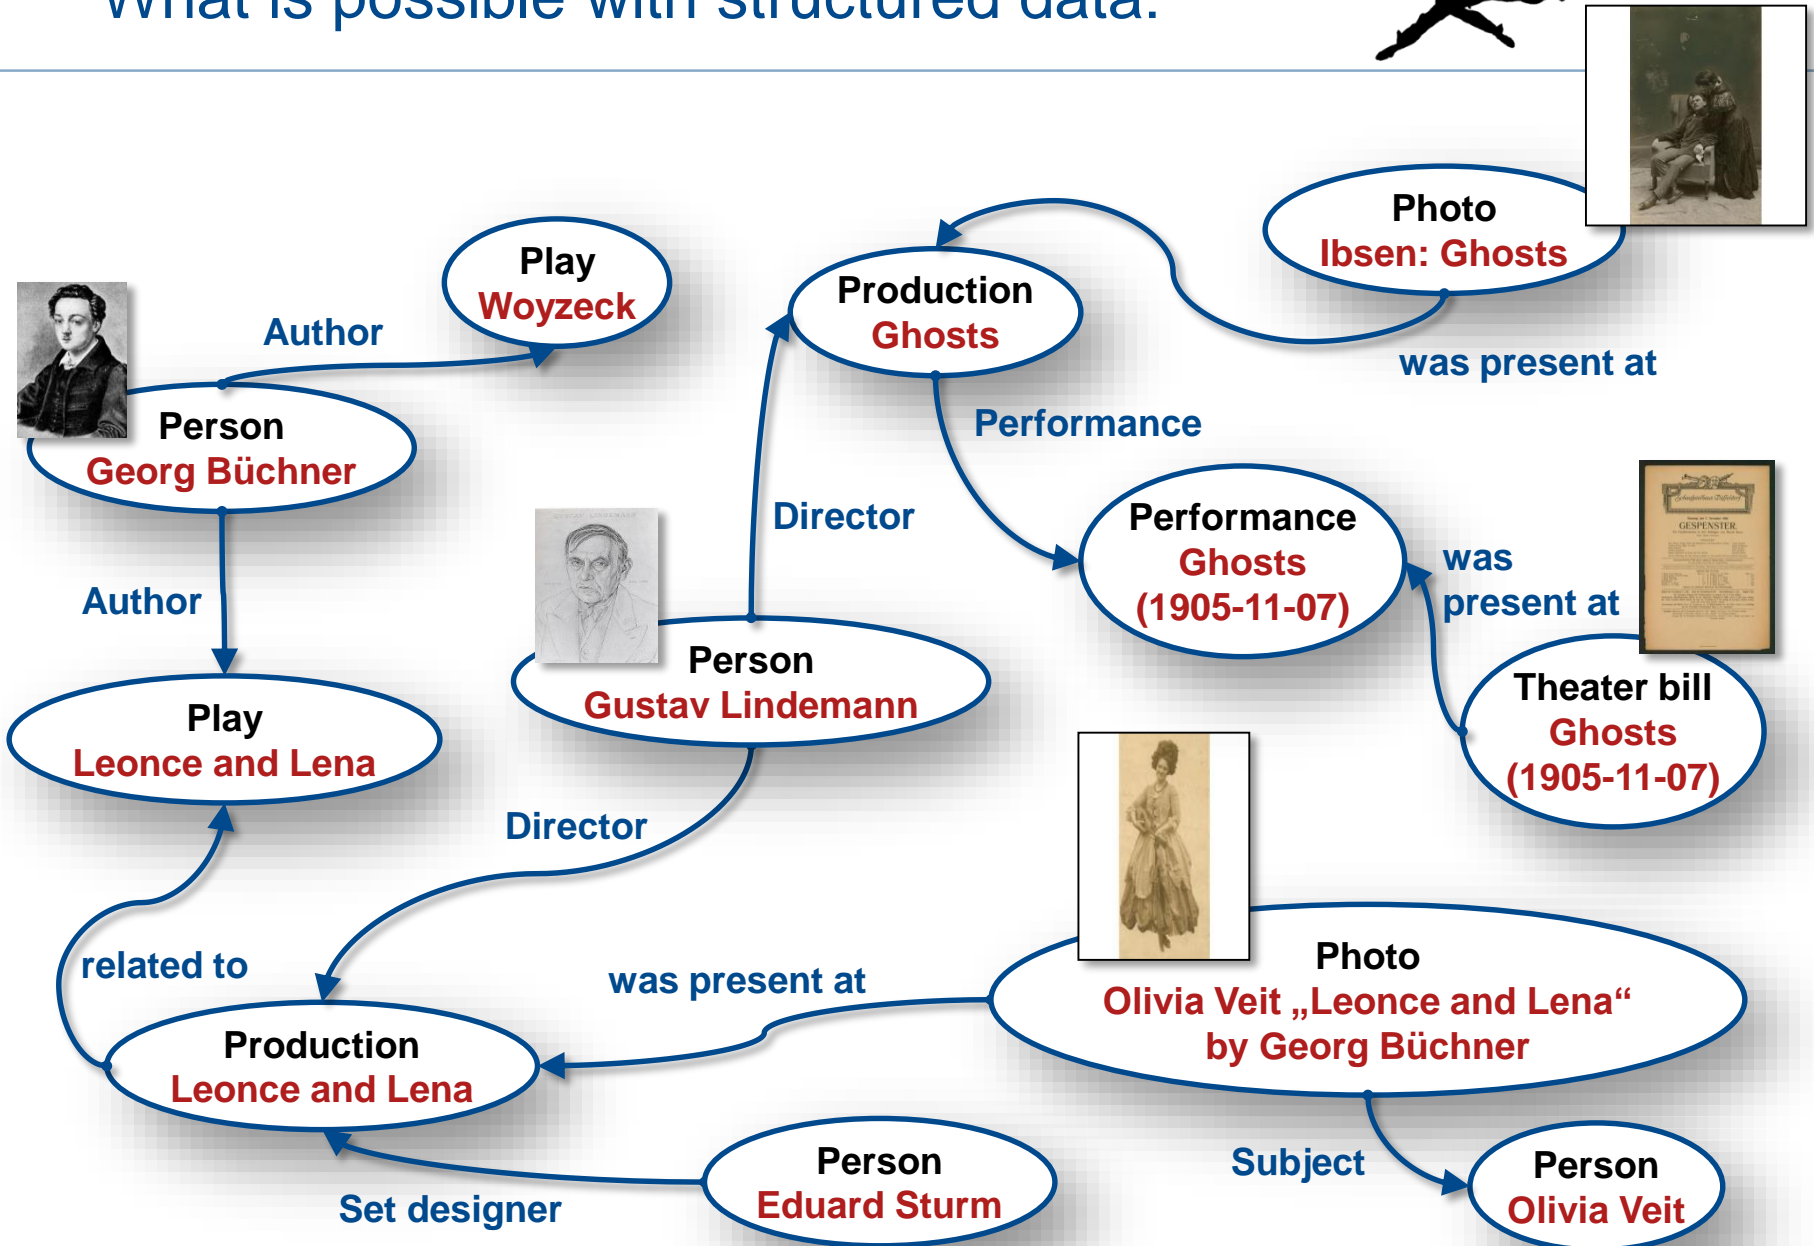 What is possible with structured data.
Photo
Ibsen: Ghosts
Play
Woyzeck
Production
Ghosts
Author
was present at
Person
Georg Büchner
Performance
Director
Performance
Ghosts
(1905-11-07)
was
present at
GESPENSTER.
Author
Person
Gustav Lindemann
Theater bill
Ghosts
(1905-11-07)
Play
Leonce and Lena
Director
related to
was present at
Photo
Olivia Veit „Leonce and Lena“
by Georg Büchner
Production
Leonce and Lena
Subject
Person
Eduard Sturm
Person
Olivia Veit
Set designer